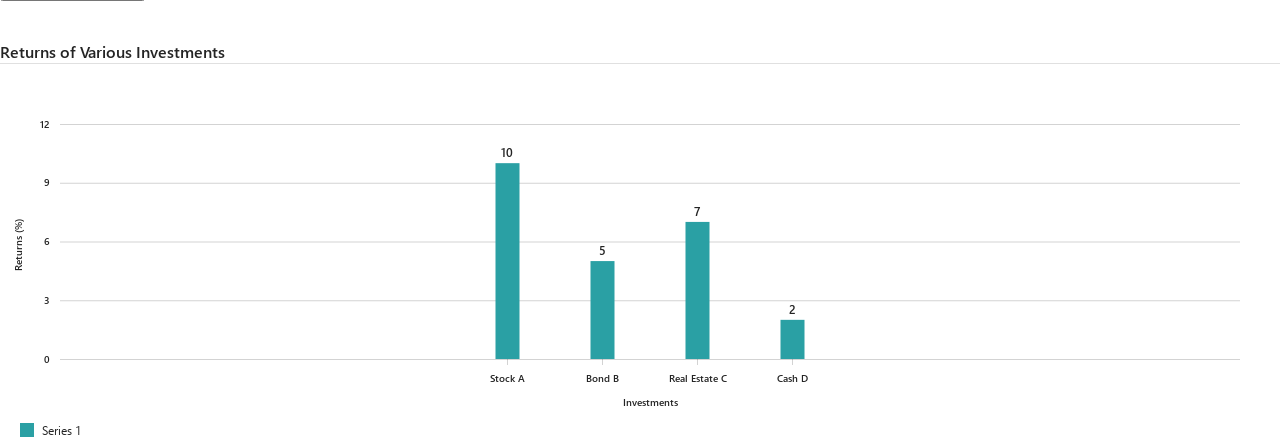 Returns of Various Investments
12
10
9
7
Returns (%)
6
5
3
2
0
Stock A
Bond B
Real Estate C
Cash D
Investments
Series 1